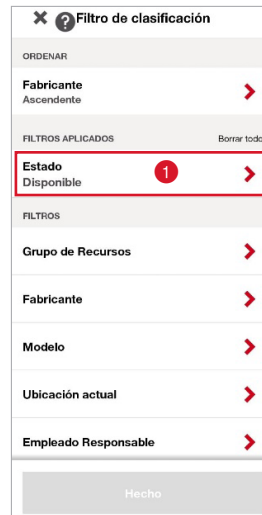 Filtro de clasificación
ORDENAR
Fabricante
Ascendente
FILTROS APLICADOS Borrar todo
Estado
Disponible
1
FILTROS
Grupo de Recursos
Fabricante
Modelo
Ubicación actual
Empleado Responsable
Hecho